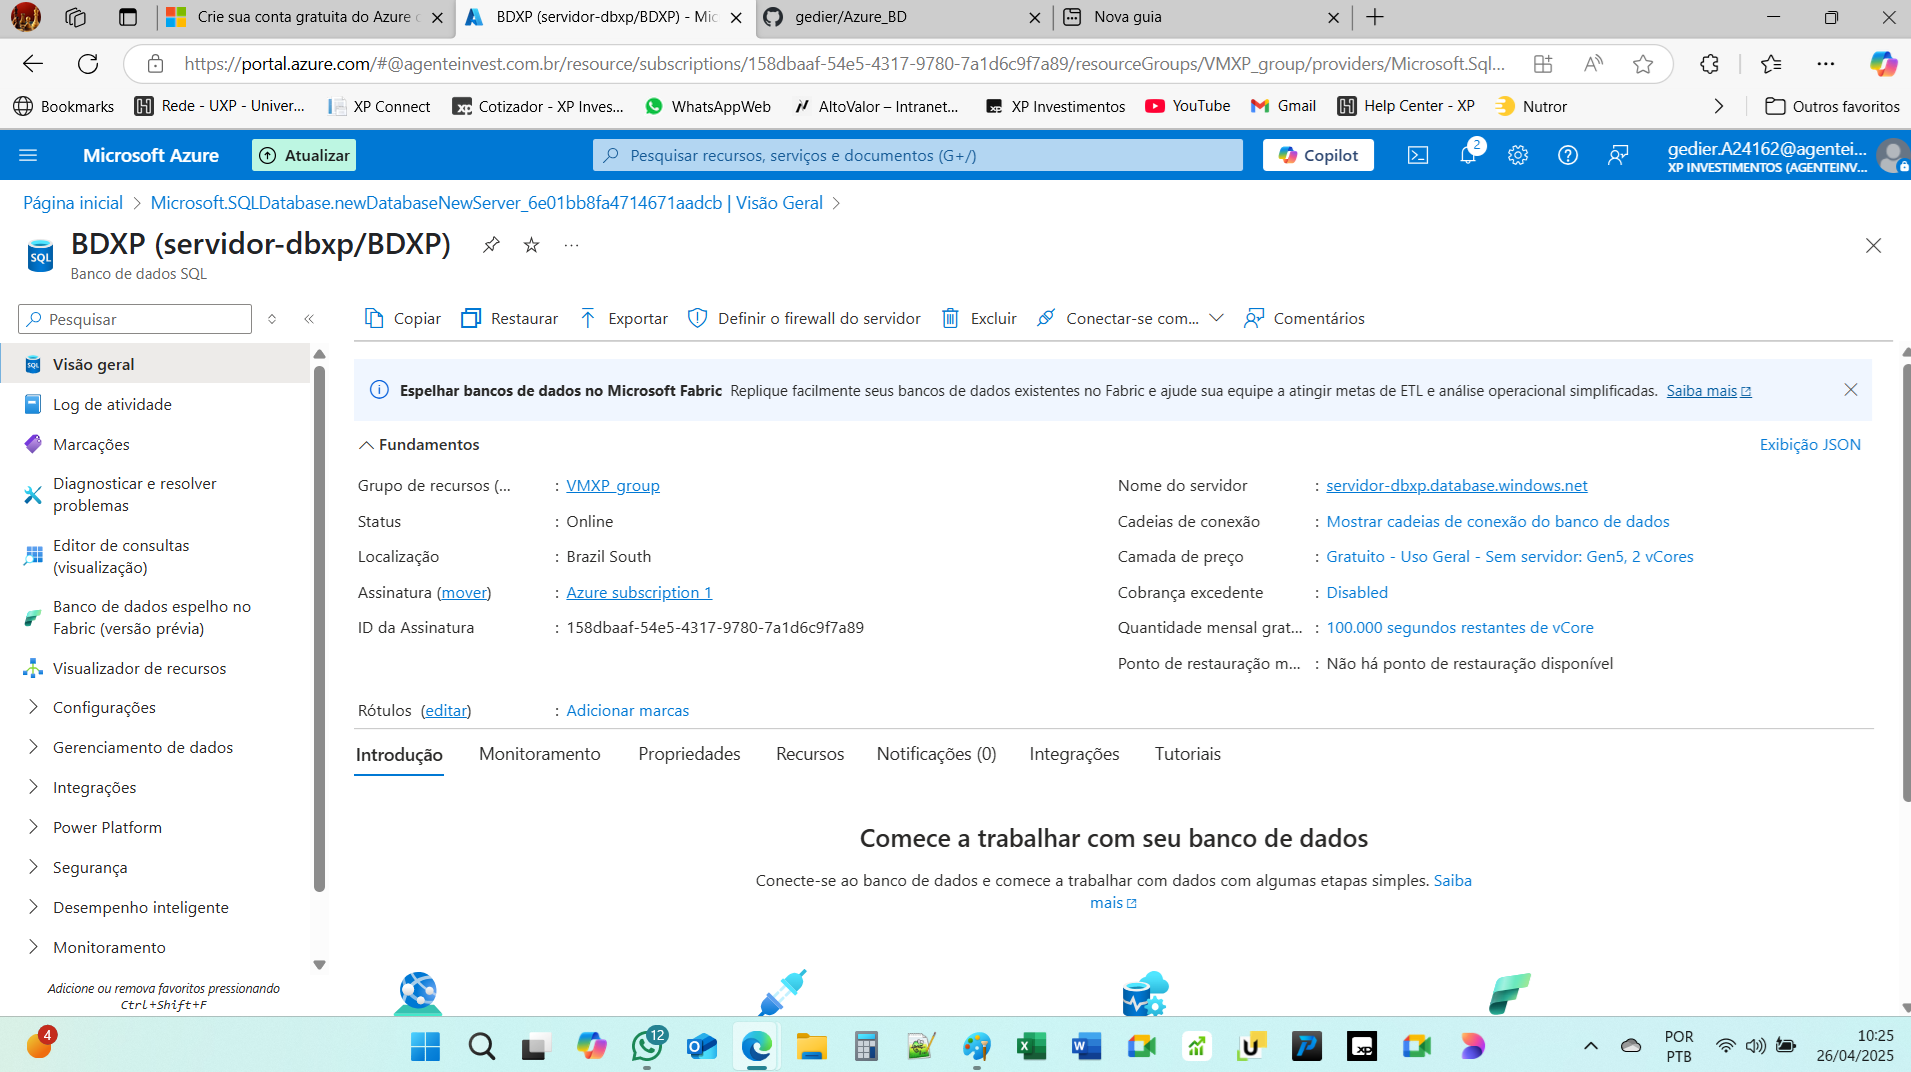 Crie sua conta gratuita do Azure
BDXP (servidor-dbxp/BDXP) - Mic
gedier/Azure_BD
Nova guia
https://portal.azure.com/#@agenteinvest.com.br/resource/subscriptions/158dbaaf-54e5-4317-9780-7a1d6c9f7a89/resourceGroups/VMXP_group/providers/Microsoft.Sql...
Bookmarks
Rede - UXP - Univer...
XP Connect
Cotizador - XP Inves...
WhatsAppWeb
AltoValor – Intranet...
XP Investimentos
YouTube
Gmail
Help Center - XP
Nutror
Outros favoritos
Microsoft Azure
Atualizar
Pesquisar recursos, serviços e documentos (G+/)
Copilot
2
gedier.A24162@agentei...
XP INVESTIMENTOS (AGENTEINV...
Página inicial > Microsoft.SQLDatabase.newDatabaseNewServer_6e01bb8fa4714671aadcb | Visão Geral >
SQL
BDXP (servidor-dbxp/BDXP)
Banco de dados SQL
Pesquisar
Copiar
Restaurar
Exportar
Definir o firewall do servidor
Excluir
Conectar-se com...
Comentários
Visão geral
Log de atividade
Marcações
Diagnosticar e resolver
problemas
Editor de consultas
(visualização)
Banco de dados espelho no
Fabric (versão prévia)
Visualizador de recursos
Configurações
Gerenciamento de dados
Integrações
Power Platform
Segurança
Desempenho inteligente
Monitoramento
Adicione ou remova favoritos pressionando
Ctrl+Shift+F
Espelhar bancos de dados no Microsoft Fabric Replique facilmente seus bancos de dados existentes no Fabric e ajude sua equipe a atingir metas de ETL e análise operacional simplificadas. Saiba mais
Fundamentos
Exibição JSON
Grupo de recursos (... : VMXP_group
Status : Online
Localização : Brazil South
Assinatura (mover) : Azure subscription 1
ID da Assinatura : 158dbaaf-54e5-4317-9780-7a1d6c9f7a89
Nome do servidor : servidor-dbxp.database.windows.net
Cadeias de conexão : Mostrar cadeias de conexão do banco de dados
Camada de preço : Gratuito - Uso Geral - Sem servidor: Gen5, 2 vCores
Cobrança excedente : Disabled
Quantidade mensal grat... : 100.000 segundos restantes de vCore
Ponto de restauração m... : Não há ponto de restauração disponível
Rótulos (editar) : Adicionar marcas
Introdução
Monitoramento
Propriedades
Recursos
Notificações (0)
Integrações
Tutoriais
Comece a trabalhar com seu banco de dados
Conecte-se ao banco de dados e comece a trabalhar com dados com algumas etapas simples. Saiba
mais
4
12
POR
PTB
10:25
26/04/2025